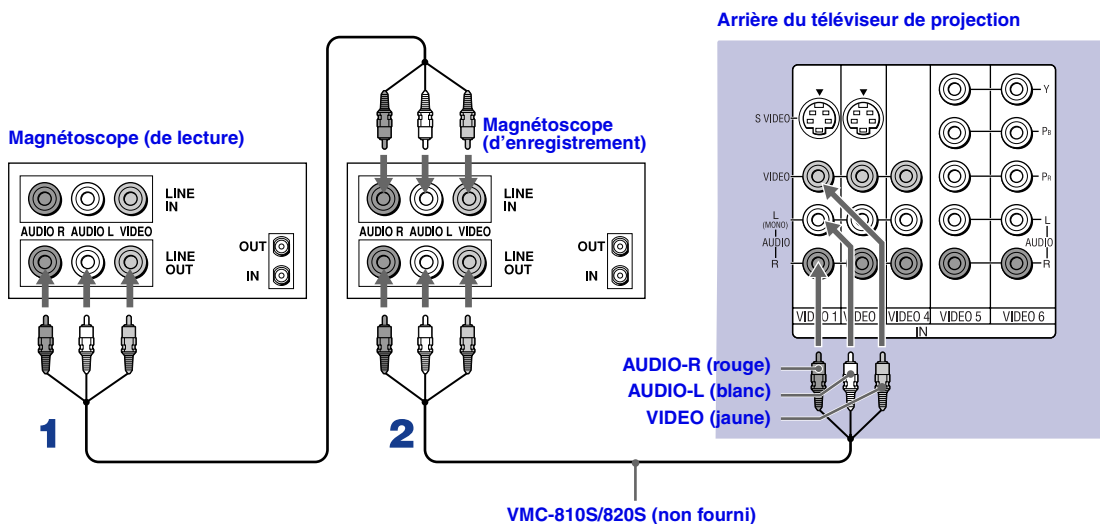 Arrière du téléviseur de projection
Magnétoscope (de lecture)
LINE IN
AUDIO R AUDIO L VIDEO
LINE OUT
OUT
IN
1
Magnétoscope
(d'enregistrement)
LINE IN
AUDIO R AUDIO L VIDEO
LINE OUT
OUT
IN
2
S VIDEO
VIDEO
L
(MONO)
AUDIO
R
Y
PB
PR
L
AUDIO
R
VIDEO 1 VIDEO VIDEO 4 VIDEO 5 VIDEO 6
IN
AUDIO-R (rouge)
AUDIO-L (blanc)
VIDEO (jaune)
VMC-810S/820S (non fourni)